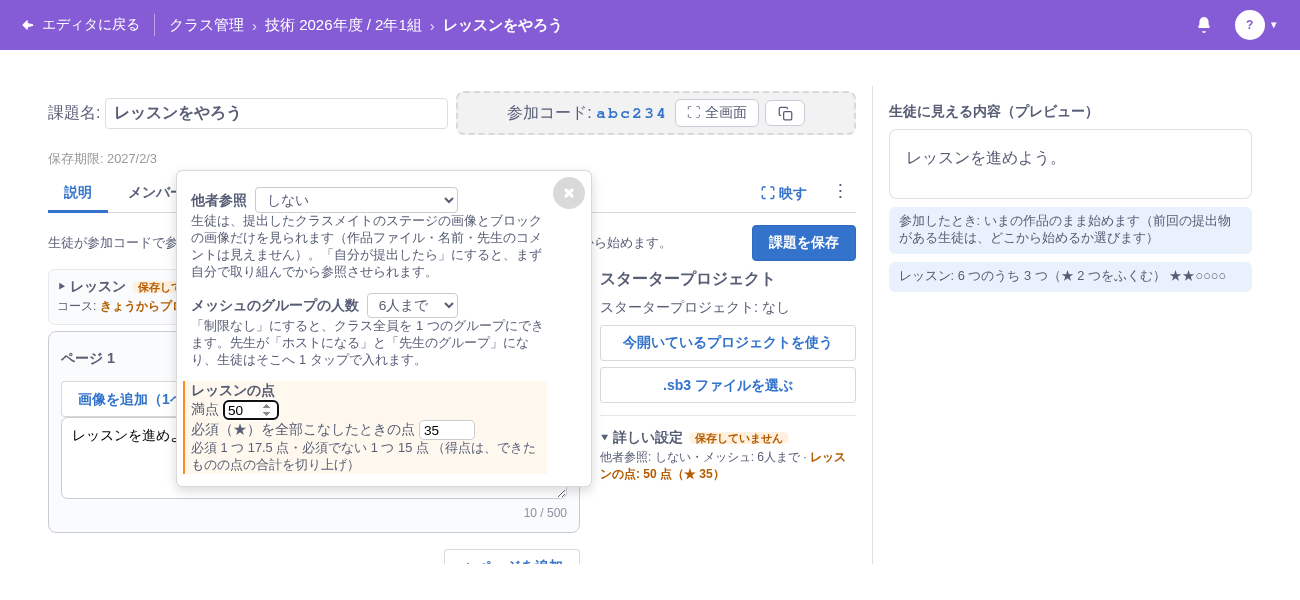 エディタに戻る クラス管理 › 技術 2026年度 / 2年1組 › レッスンをやろう ? ▼
課題名: レッスンをやろう 参加コード: abc234 全画面
保存期限: 2027/2/3
説明 メンバー 映す ⋮
他者参照 しない
生徒は、提出したクラスメイトのステージの画像とブロック
の画像だけを見られます（作品ファイル・名前・先生のコメ
ントは見えません）。「自分が提出したら」にすると、まず
自分で取り組んでから参照させられます。
メッシュのグループの人数 6人まで
「制限なし」にすると、クラス全員を 1 つのグループにでき
ます。先生が「ホストになる」と「先生のグループ」にな
り、生徒はそこへ 1 タップで入れます。
レッスンの点
満点 50
必須（★）を全部こなしたときの点 35
必須 1 つ 17.5 点・必須でない 1 つ 15 点 （得点は、できた
ものの点の合計を切り上げ）
生徒が参加コードで参 から始めます。 課題を保存
レッスン 保存して
コース: きょうからプロ
ページ 1
画像を追加（1ペ
レッスンを進めよ
10 / 500
ページを追加
スタータープロジェクト
スタータープロジェクト: なし
今開いているプロジェクトを使う
.sb3 ファイルを選ぶ
▼ 詳しい設定 保存していません
他者参照: しない・メッシュ: 6人まで · レッス
ンの点: 50 点（★ 35）
生徒に見える内容（プレビュー）
レッスンを進めよう。
参加したとき: いまの作品のまま始めます（前回の提出物
がある生徒は、どこから始めるか選びます）
レッスン: 6 つのうち 3 つ（★ 2 つをふくむ） ★★○○○○